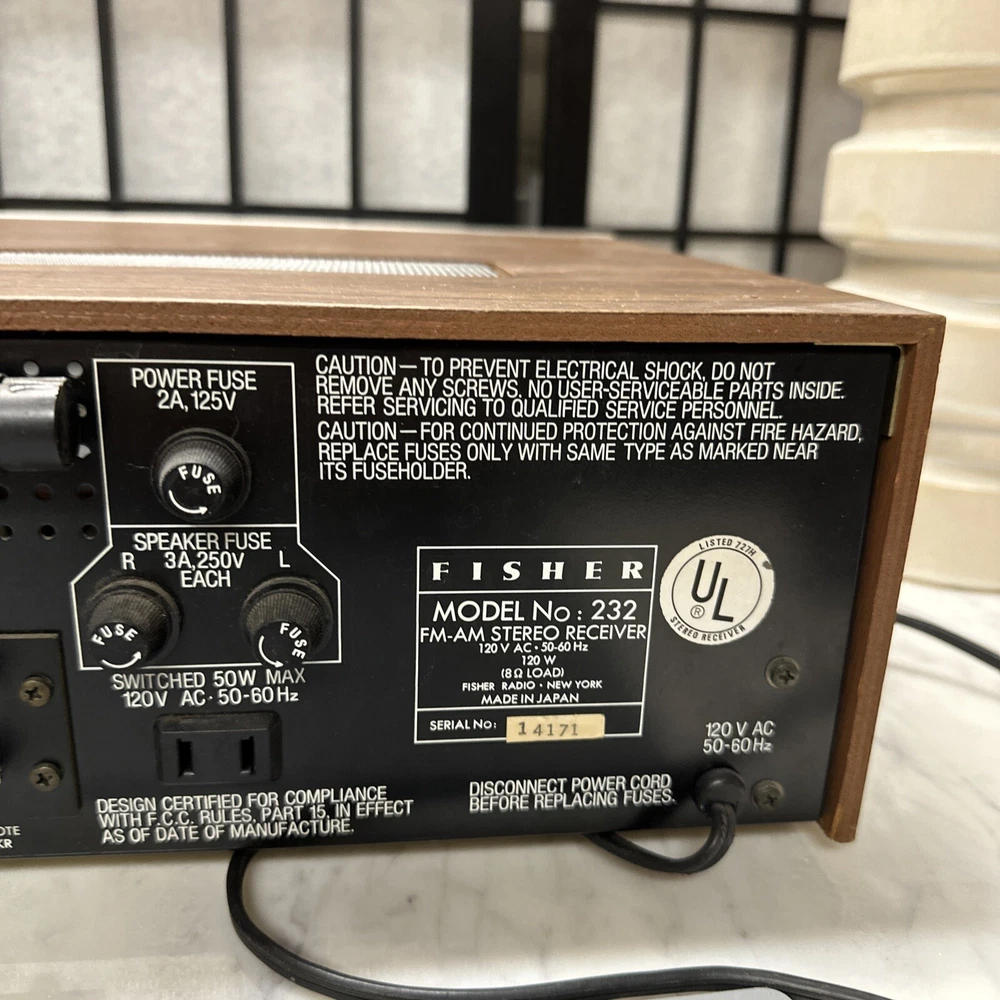 POWER FUSE
2A, 125V
FUSE
SPEAKER FUSE
R 3A, 250V L
EACH
FUSE
FUSE
SWITCHED 50W MAX
120V AC · 50-60Hz
DESIGN CERTIFIED FOR COMPLIANCE
WITH F.C.C. RULES, PART 15, IN EFFECT
AS OF DATE OF MANUFACTURE.
CAUTION — TO PREVENT ELECTRICAL SHOCK, DO NOT
REMOVE ANY SCREWS. NO USER-SERVICEABLE PARTS INSIDE.
REFER SERVICING TO QUALIFIED SERVICE PERSONNEL.
CAUTION — FOR CONTINUED PROTECTION AGAINST FIRE HAZARD,
REPLACE FUSES ONLY WITH SAME TYPE AS MARKED NEAR
ITS FUSEHOLDER.
FISHER
MODEL No : 232
FM-AM STEREO RECEIVER
120 V AC · 50-60 Hz
120 W
(8Ω LOAD)
FISHER RADIO · NEW YORK
MADE IN JAPAN
SERIAL No: 14171
LISTED 727H
UL
®
STEREO RECEIVER
120 V AC
50-60Hz
DISCONNECT POWER CORD
BEFORE REPLACING FUSES.